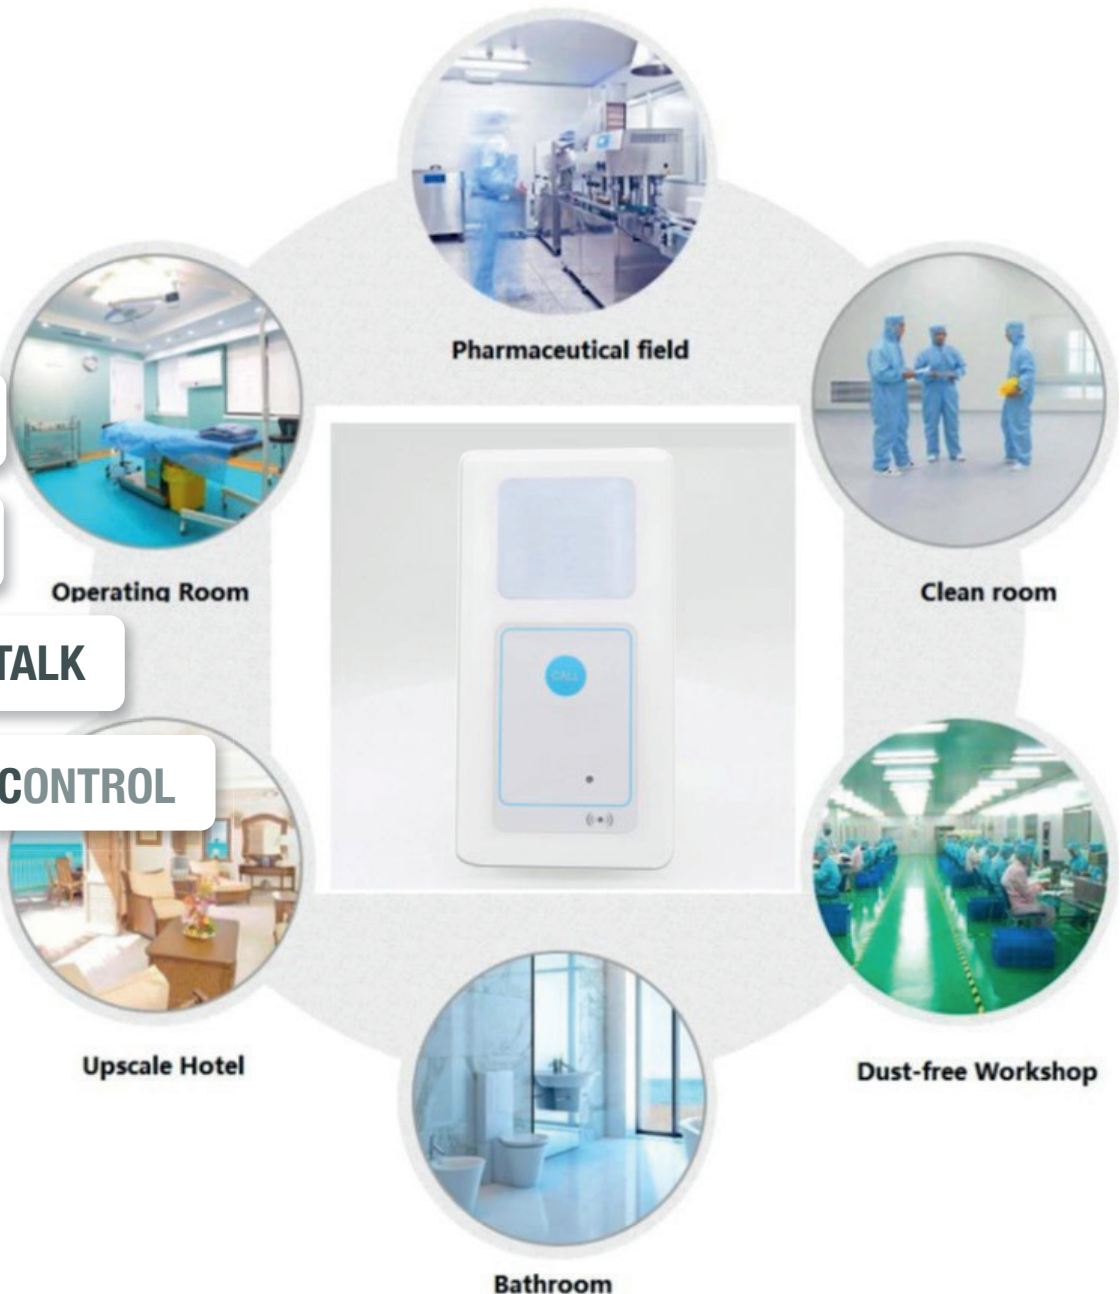 Pharmaceutical field
Operating Room
Clean room
TALK
CALL
CONTROL
Upscale Hotel
Dust-free Workshop
Bathroom